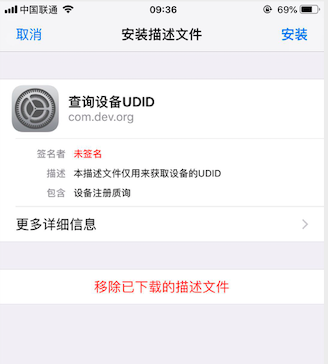 中国联通 09:36 69%
取消 安装描述文件 安装
查询设备UDID
com.dev.org
签名者 未签名
描述 本描述文件仅用来获取设备的UDID
包含 设备注册质询
更多详细信息
移除已下载的描述文件